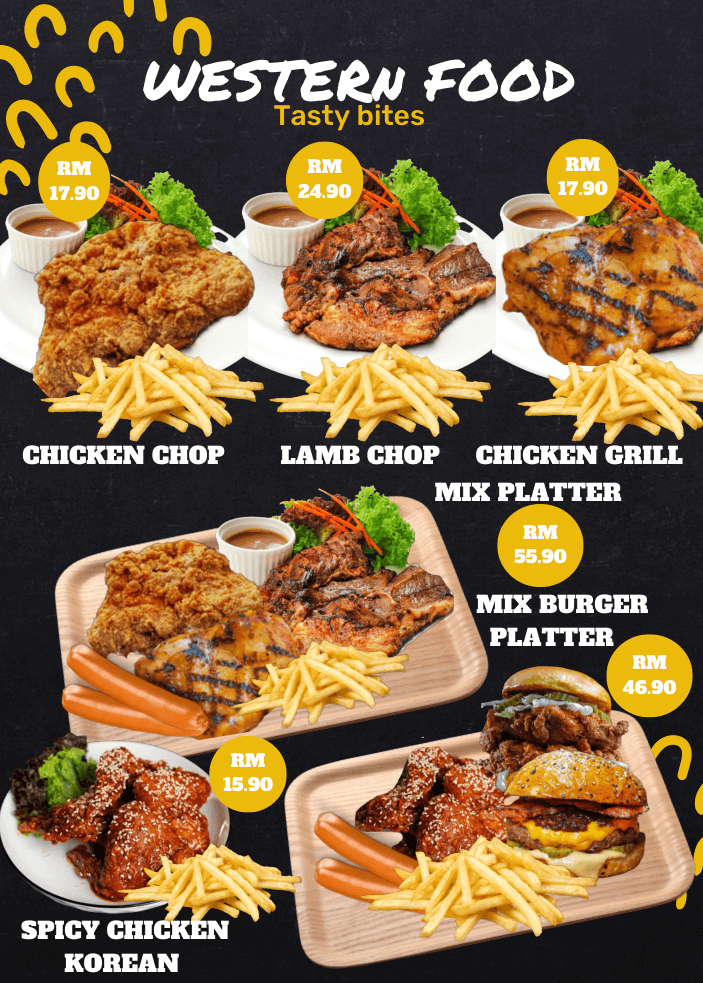 WESTERN FOOD
Tasty bites
RM
17.90
RM
24.90
RM
17.90
CHICKEN CHOP
LAMB CHOP
CHICKEN GRILL
MIX PLATTER
RM
55.90
MIX BURGER
PLATTER
RM
46.90
RM
15.90
SPICY CHICKEN
KOREAN